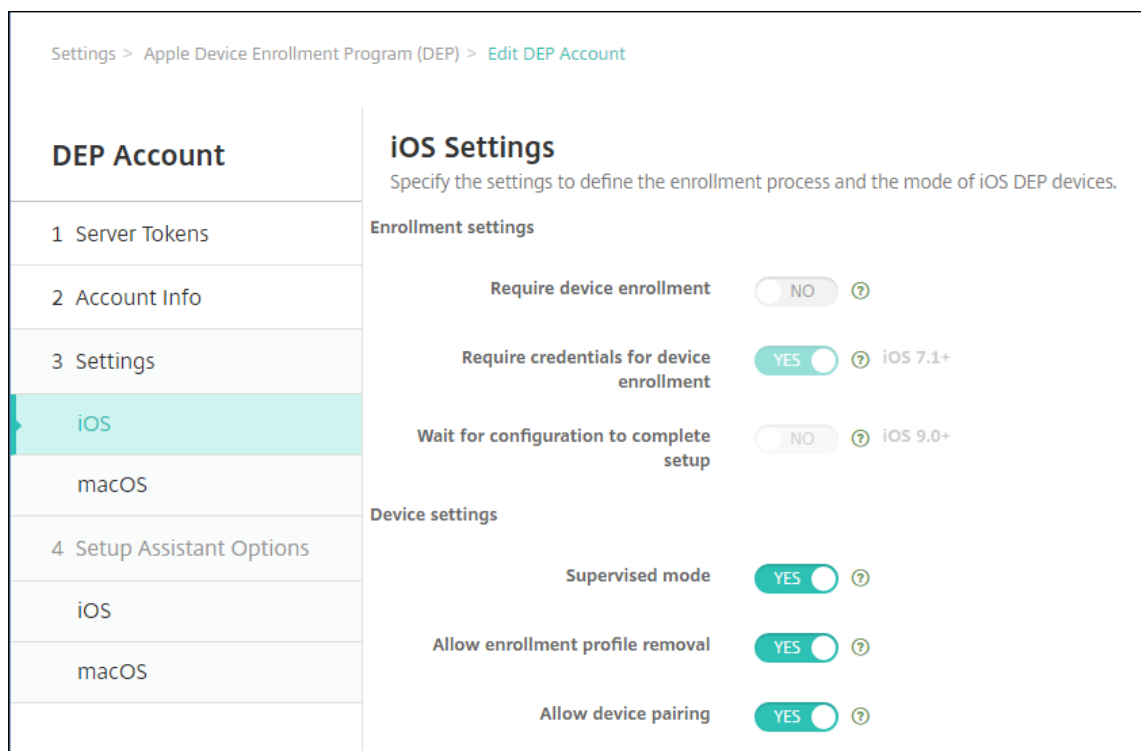 Settings > Apple Device Enrollment Program (DEP) > Edit DEP Account
DEP Account
1 Server Tokens
2 Account Info
3 Settings
iOS
macOS
4 Setup Assistant Options
iOS
macOS
iOS Settings
Specify the settings to define the enrollment process and the mode of iOS DEP devices.
Enrollment settings
Require device enrollment NO ?
Require credentials for device YES ? iOS 7.1+
enrollment
Wait for configuration to complete NO ? iOS 9.0+
setup
Device settings
Supervised mode YES ?
Allow enrollment profile removal YES ?
Allow device pairing YES ?